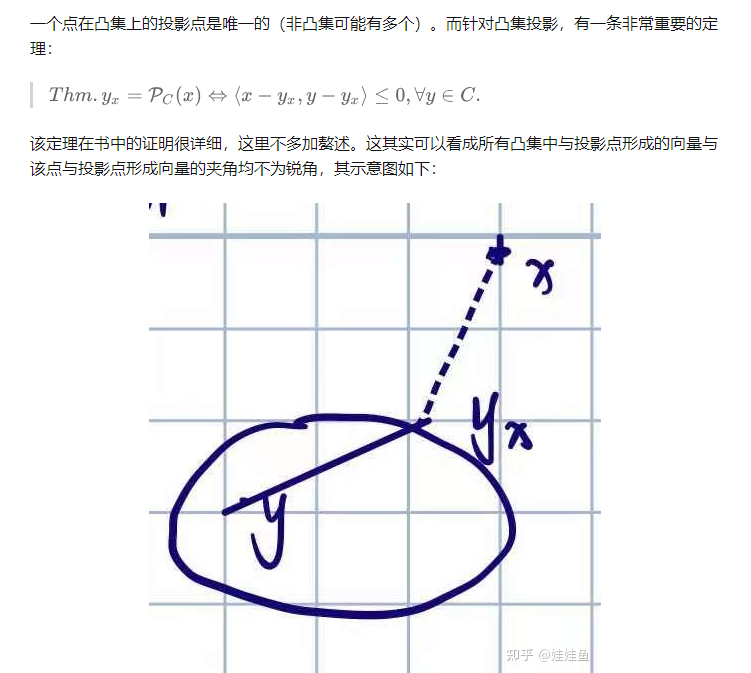 一个点在凸集上的投影点是唯一的（非凸集可能有多个）。而针对凸集投影，有一条非常重要的定
理：
Thm. yₓ = 𝒫_C(x) ⇔ ⟨x − yₓ, y − yₓ⟩ ≤ 0, ∀y ∈ C.
该定理在书中的证明很详细，这里不多加鳌述。这其实可以看成所有凸集中与投影点形成的向量与
该点与投影点形成向量的夹角均不为锐角，其示意图如下：
x
yₓ
y
知乎 @娃娃鱼